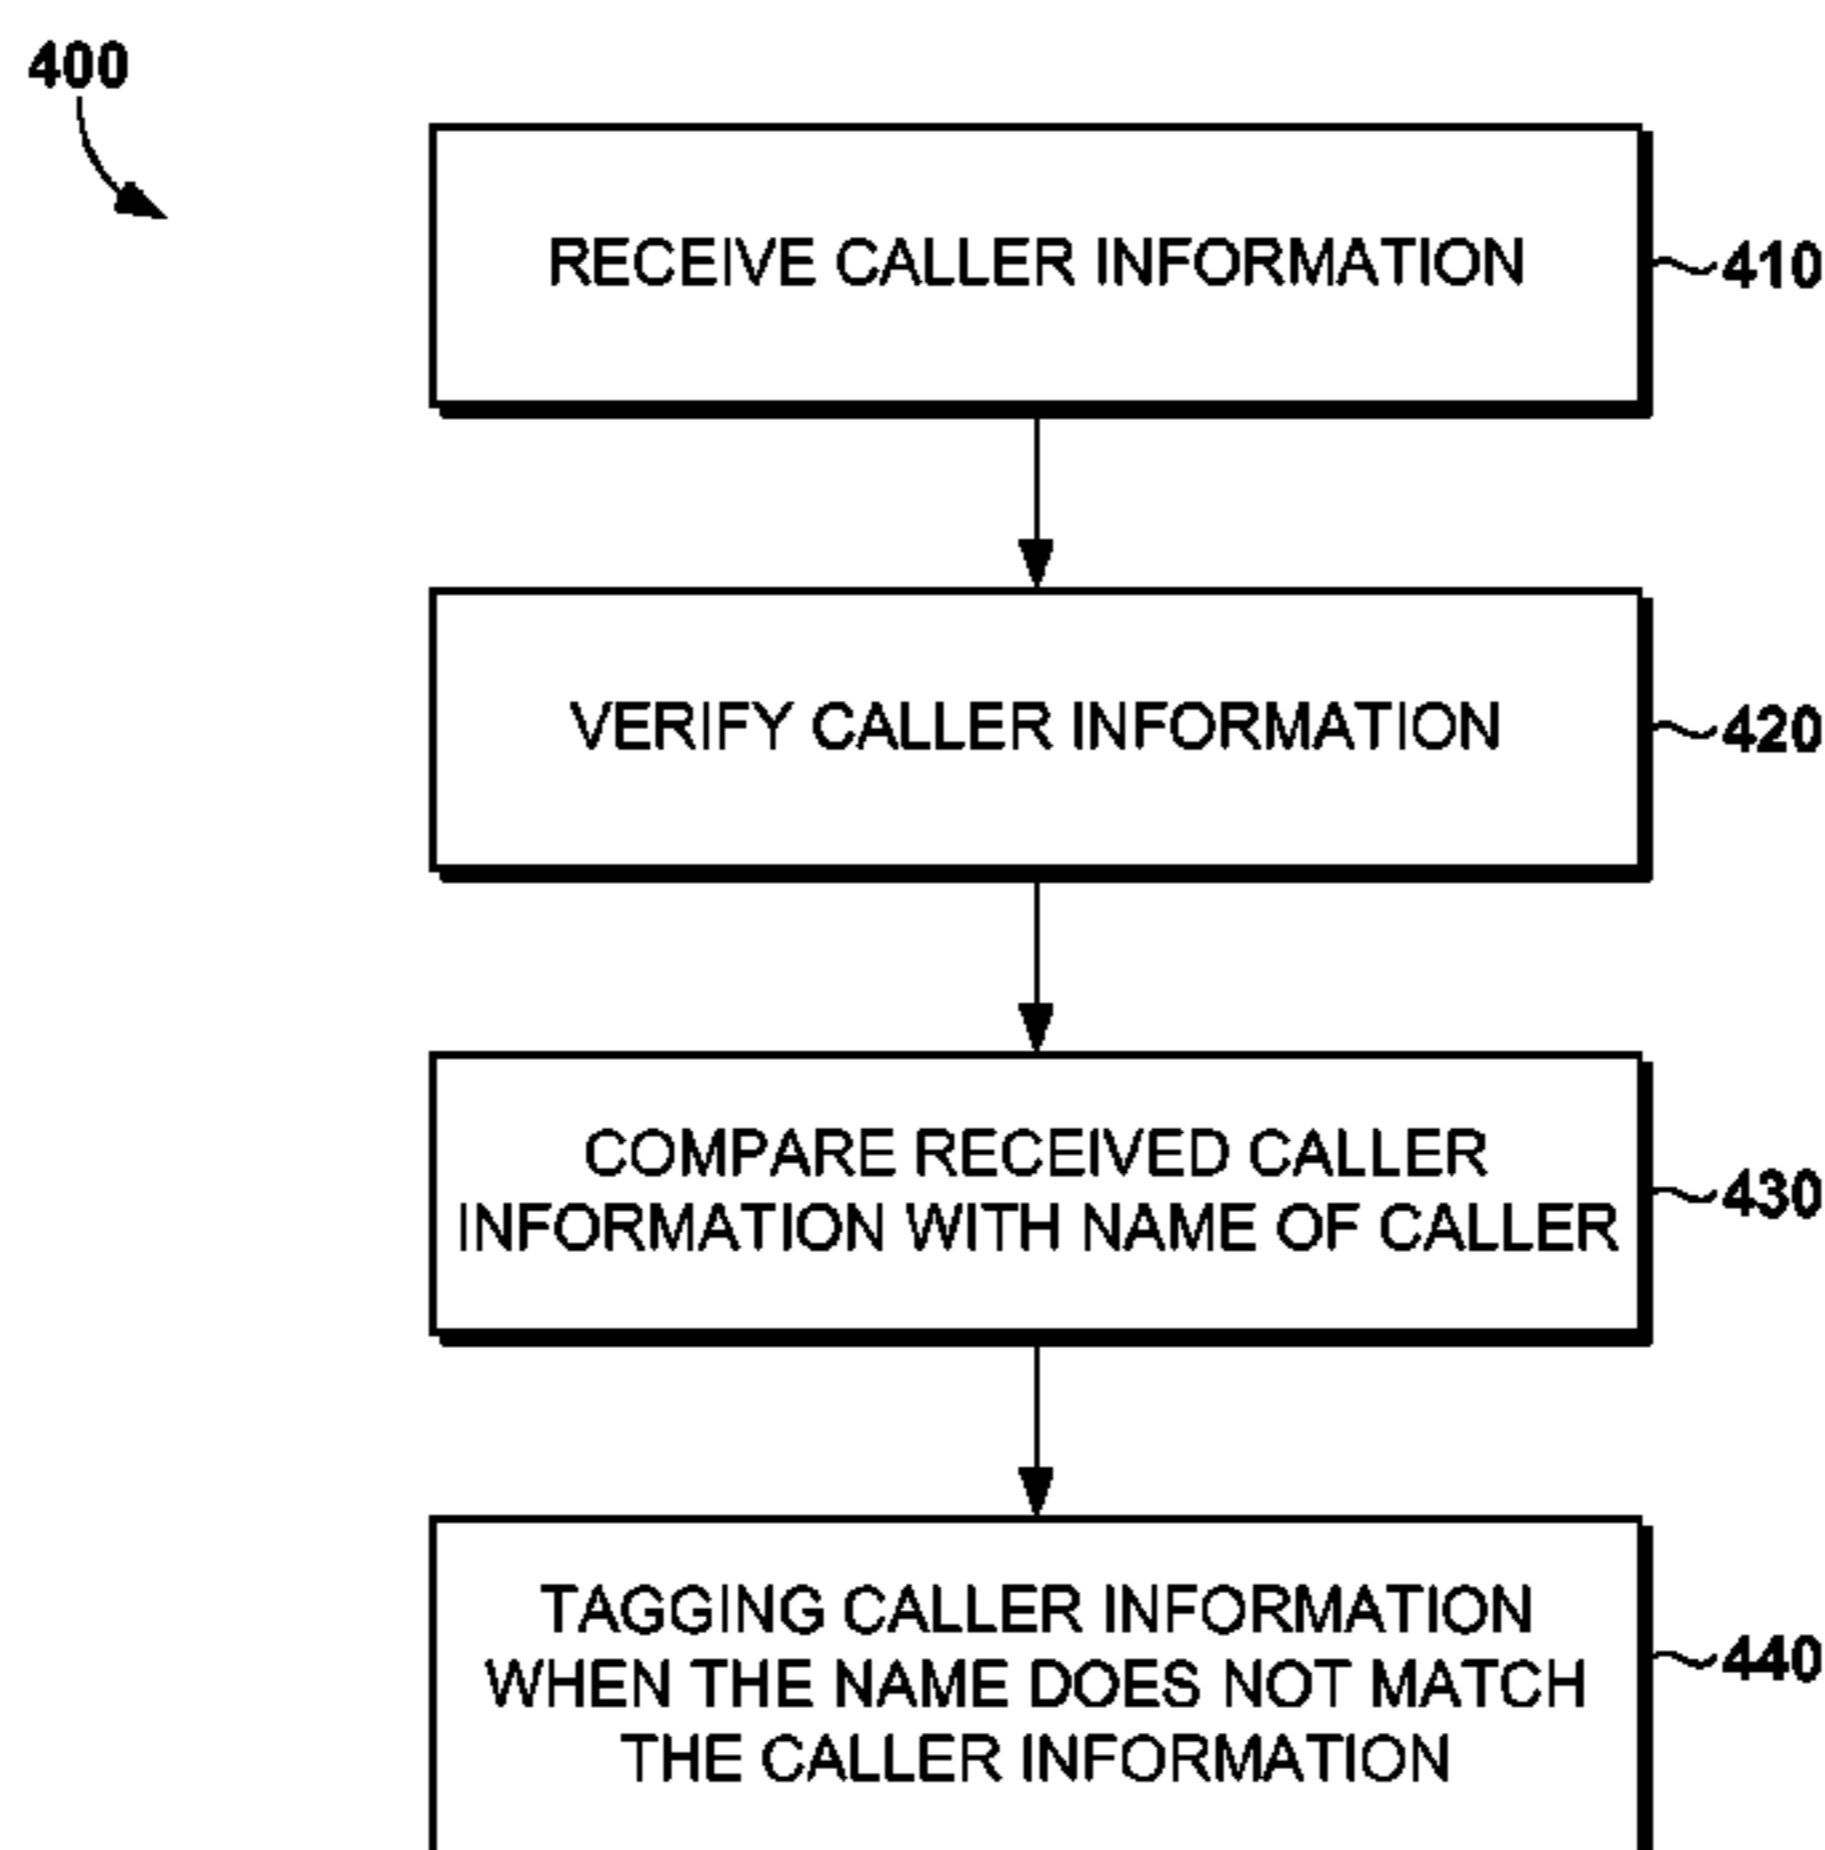 400
RECEIVE CALLER INFORMATION
410
VERIFY CALLER INFORMATION
420
COMPARE RECEIVED CALLER
INFORMATION WITH NAME OF CALLER
430
TAGGING CALLER INFORMATION
WHEN THE NAME DOES NOT MATCH
THE CALLER INFORMATION
440